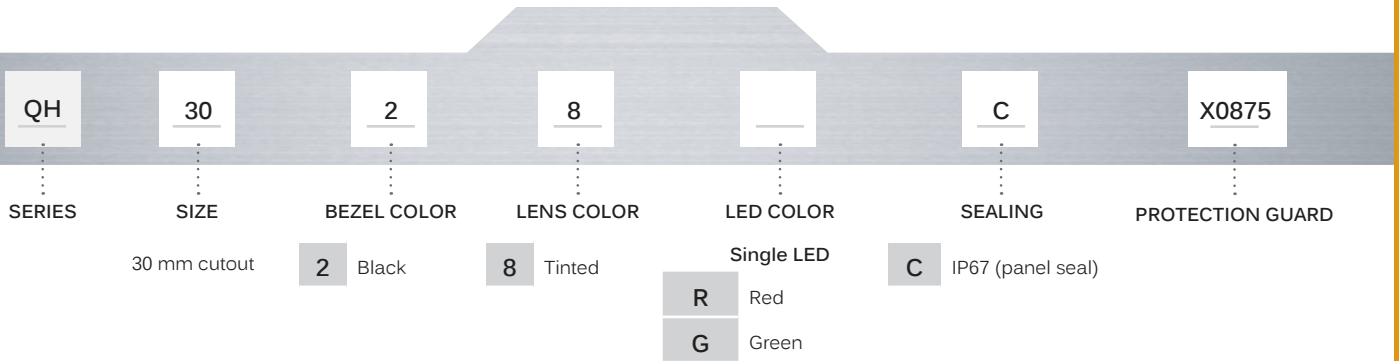 QH 30 2 8 C X0875
SERIES SIZE BEZEL COLOR LENS COLOR LED COLOR SEALING PROTECTION GUARD
30 mm cutout 2 Black 8 Tinted Single LED C IP67 (panel seal)
R Red
G Green